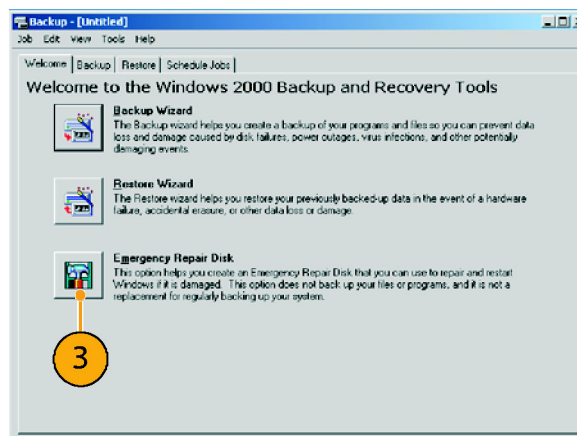 Backup - [Untitled]
Job Edit View Tools Help
Welcome Backup Restore Schedule Jobs
Welcome to the Windows 2000 Backup and Recovery Tools
Backup Wizard
The Backup wizard helps you create a backup of your programs and files so you can prevent data
loss and damage caused by disk failures, power outages, virus infections, and other potentially
damaging events.
Restore Wizard
The Restore wizard helps you restore your previously backed-up data in the event of a hardware
failure, accidental erasure, or other data loss or damage.
Emergency Repair Disk
This option helps you create an Emergency Repair Disk that you can use to repair and restart
Windows if it is damaged. This option does not back up your files or programs, and it is not a
replacement for regularly backing up your system.
3